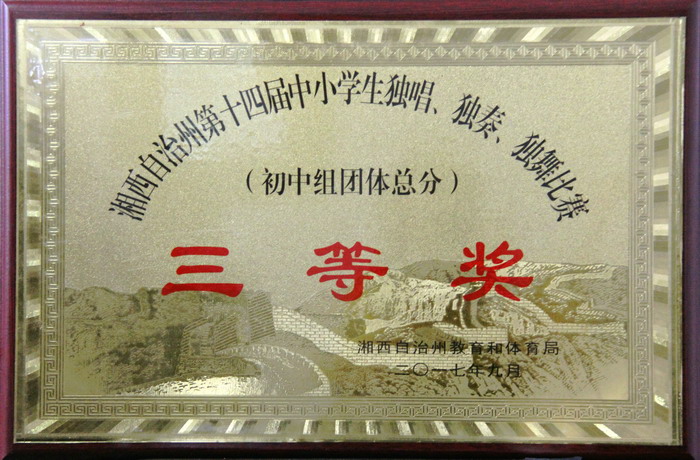 湘西自治州第十四届中小学生独唱、独奏、独舞比赛
（初中组团体总分）
三等奖
湘西自治州教育和体育局
二〇一七年九月